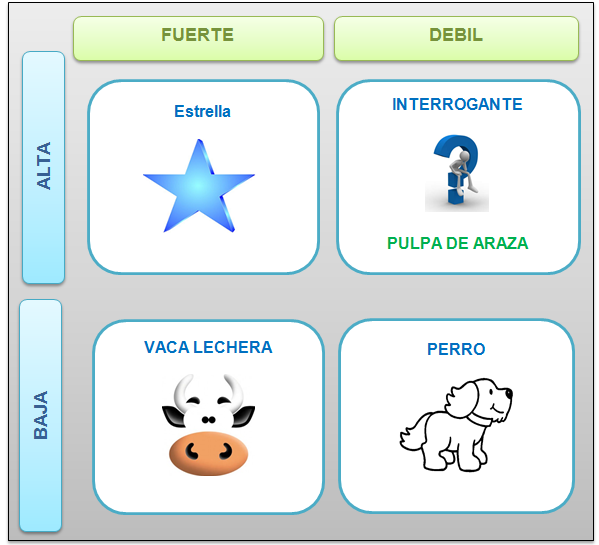 FUERTE
DEBIL
ALTA
Estrella
INTERROGANTE
PULPA DE ARAZA
BAJA
VACA LECHERA
PERRO